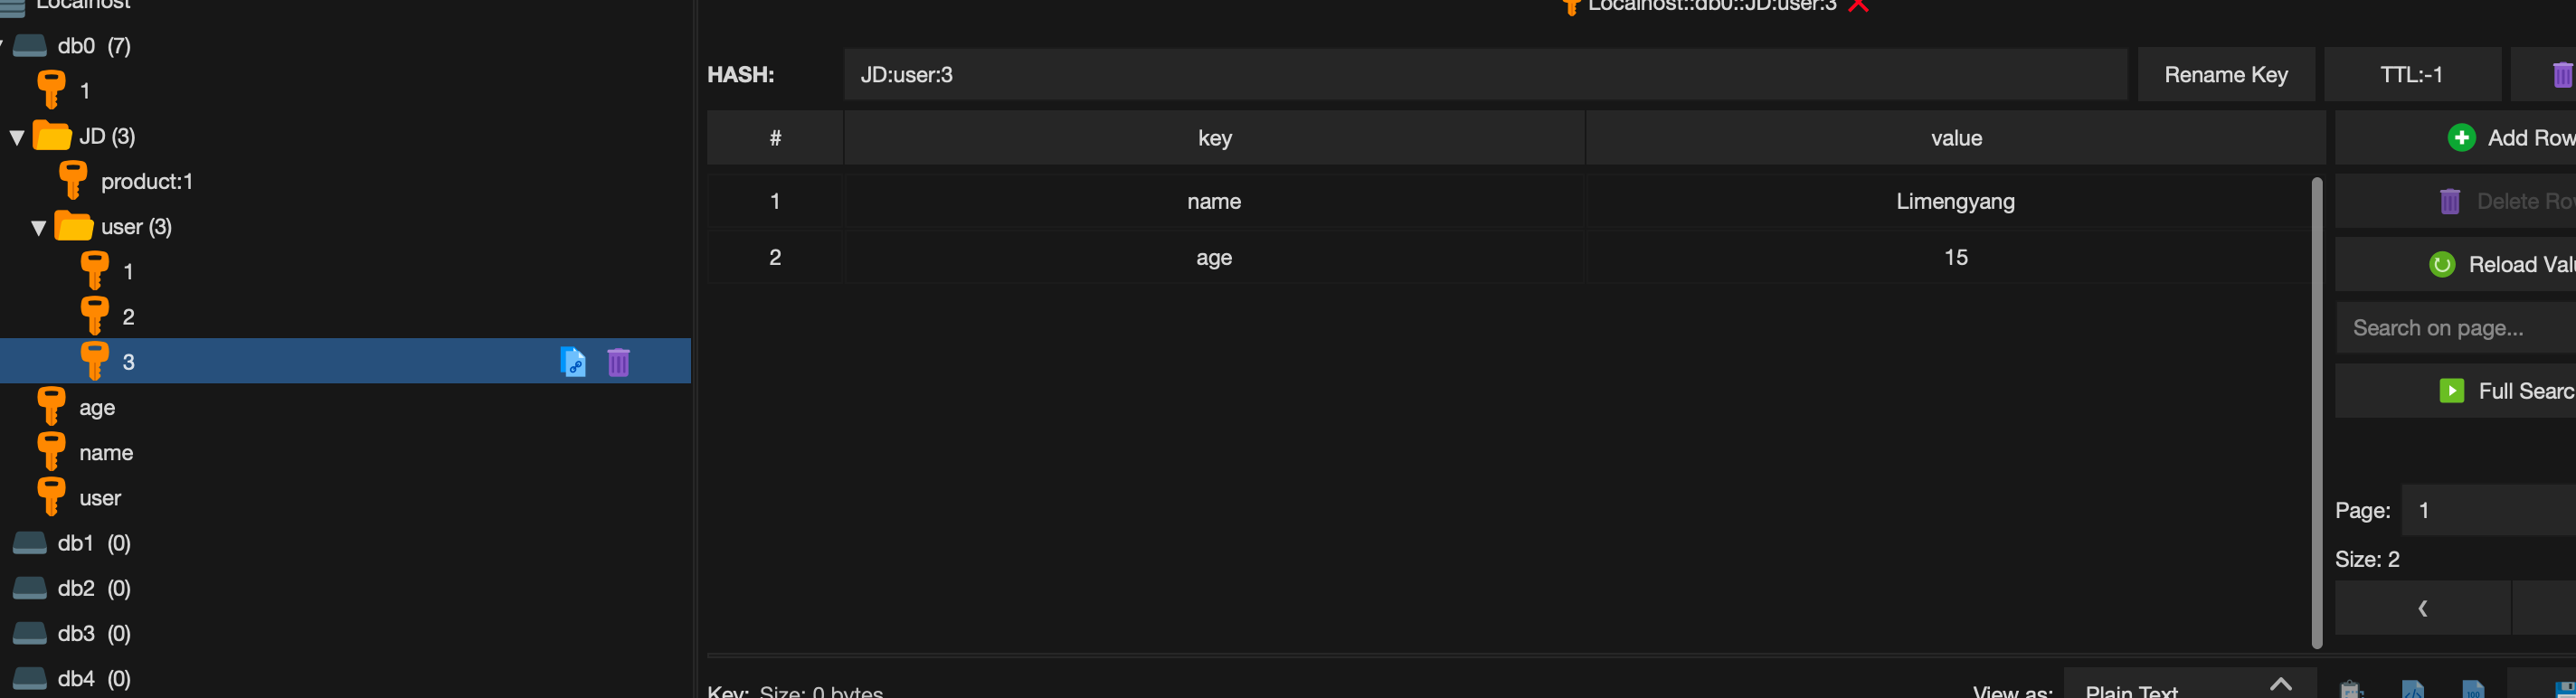 Localhost
db0 (7)
1
JD (3)
product:1
user (3)
1
2
3
age
name
user
db1 (0)
db2 (0)
db3 (0)
db4 (0)
Localhost::db0::JD:user:3
HASH: JD:user:3 Rename Key TTL:-1
# key value
1 name Limengyang
2 age 15
Add Row
Delete Row
Reload Valu
Search on page...
Full Searc
Page: 1
Size: 2
Key: Size: 0 bytes View as: Plain Text